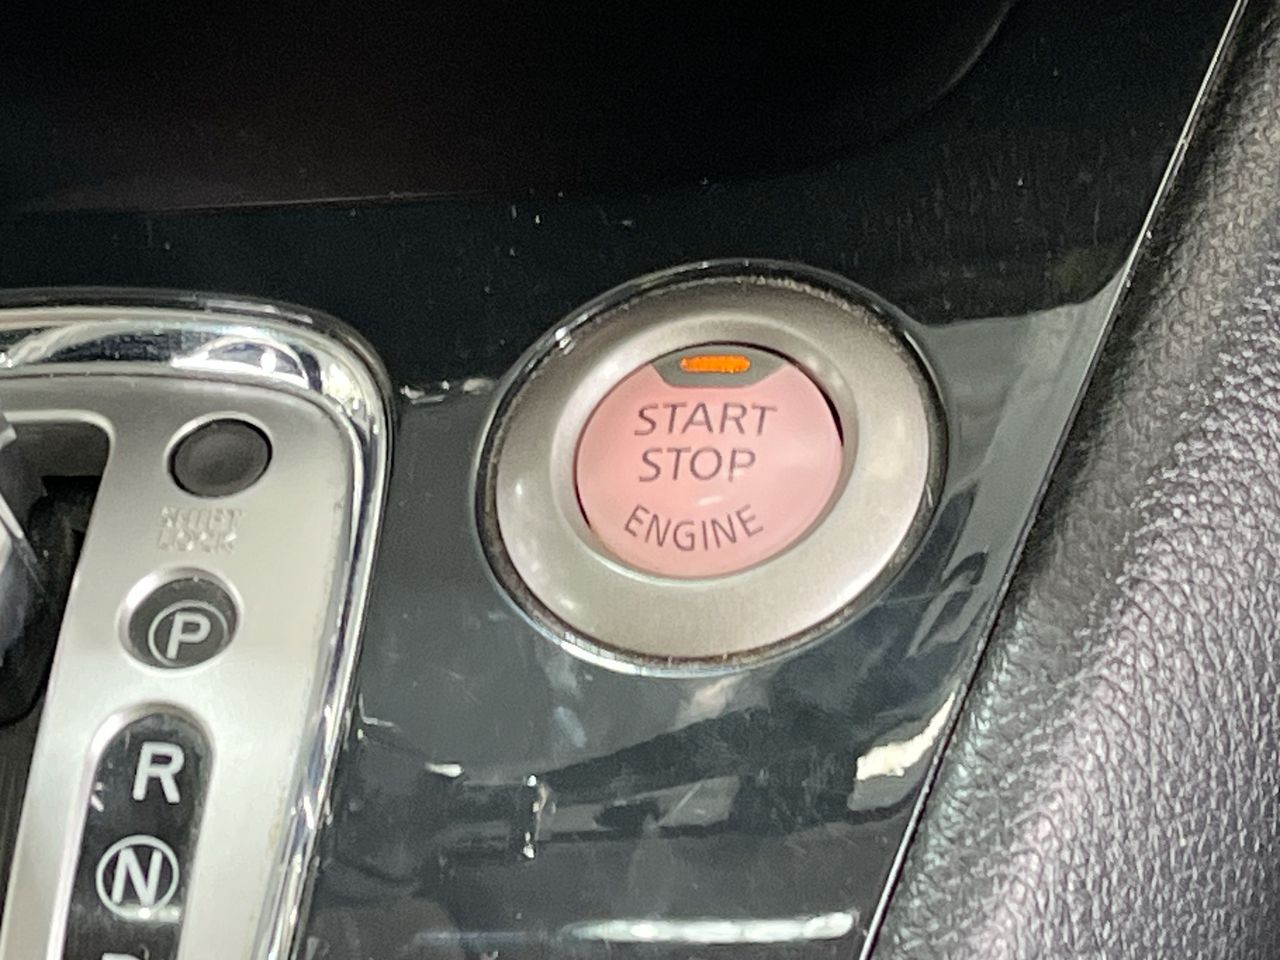 START
STOP
ENGINE
SHIFT
LOCK
P
R
N